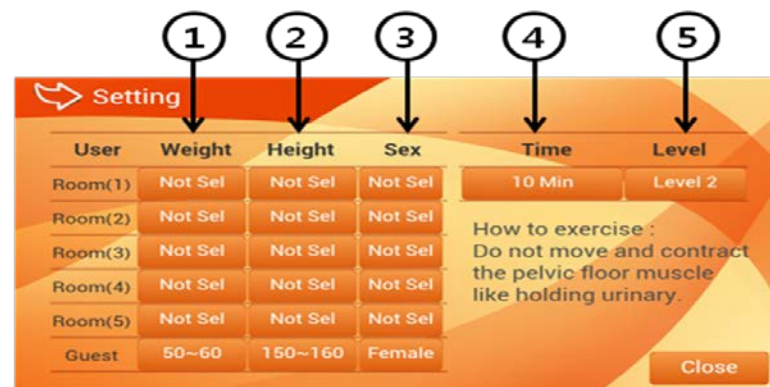 1 2 3 4 5
Setting
User Weight Height Sex Time Level
Room(1) Not Sel Not Sel Not Sel 10 Min Level 2
Room(2) Not Sel Not Sel Not Sel
Room(3) Not Sel Not Sel Not Sel
Room(4) Not Sel Not Sel Not Sel
Room(5) Not Sel Not Sel Not Sel
Guest 50~60 150~160 Female
How to exercise :
Do not move and contract
the pelvic floor muscle
like holding urinary.
Close